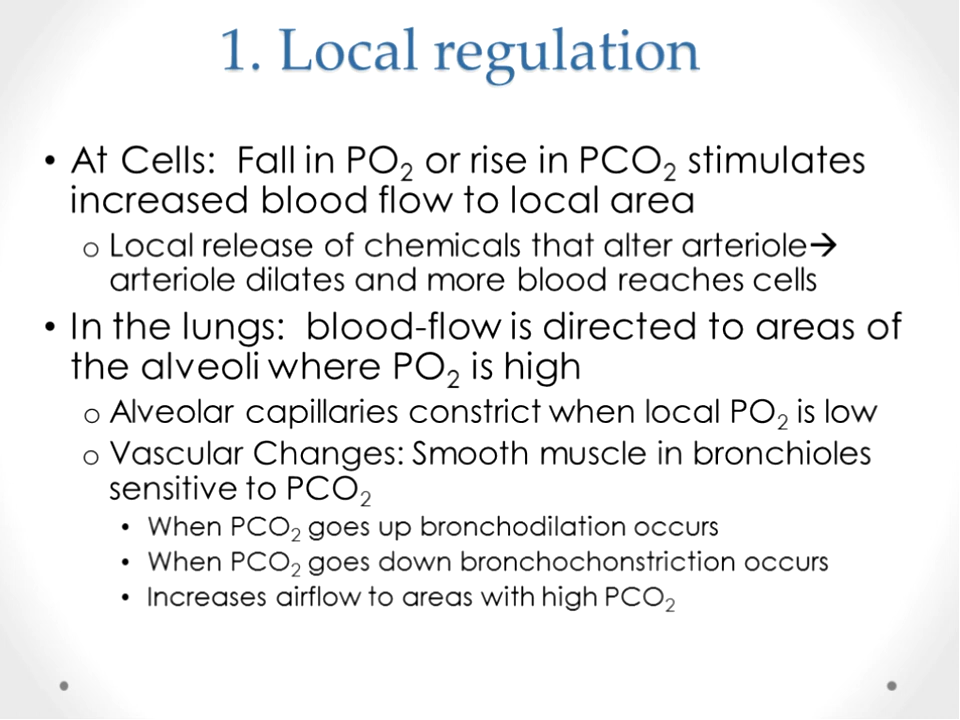 1. Local regulation
• At Cells: Fall in PO₂ or rise in PCO₂ stimulates
increased blood flow to local area
o Local release of chemicals that alter arteriole→
arteriole dilates and more blood reaches cells
• In the lungs: blood-flow is directed to areas of
the alveoli where PO₂ is high
o Alveolar capillaries constrict when local PO₂ is low
o Vascular Changes: Smooth muscle in bronchioles
sensitive to PCO₂
• When PCO₂ goes up bronchodilation occurs
• When PCO₂ goes down bronchochonstriction occurs
• Increases airflow to areas with high PCO₂